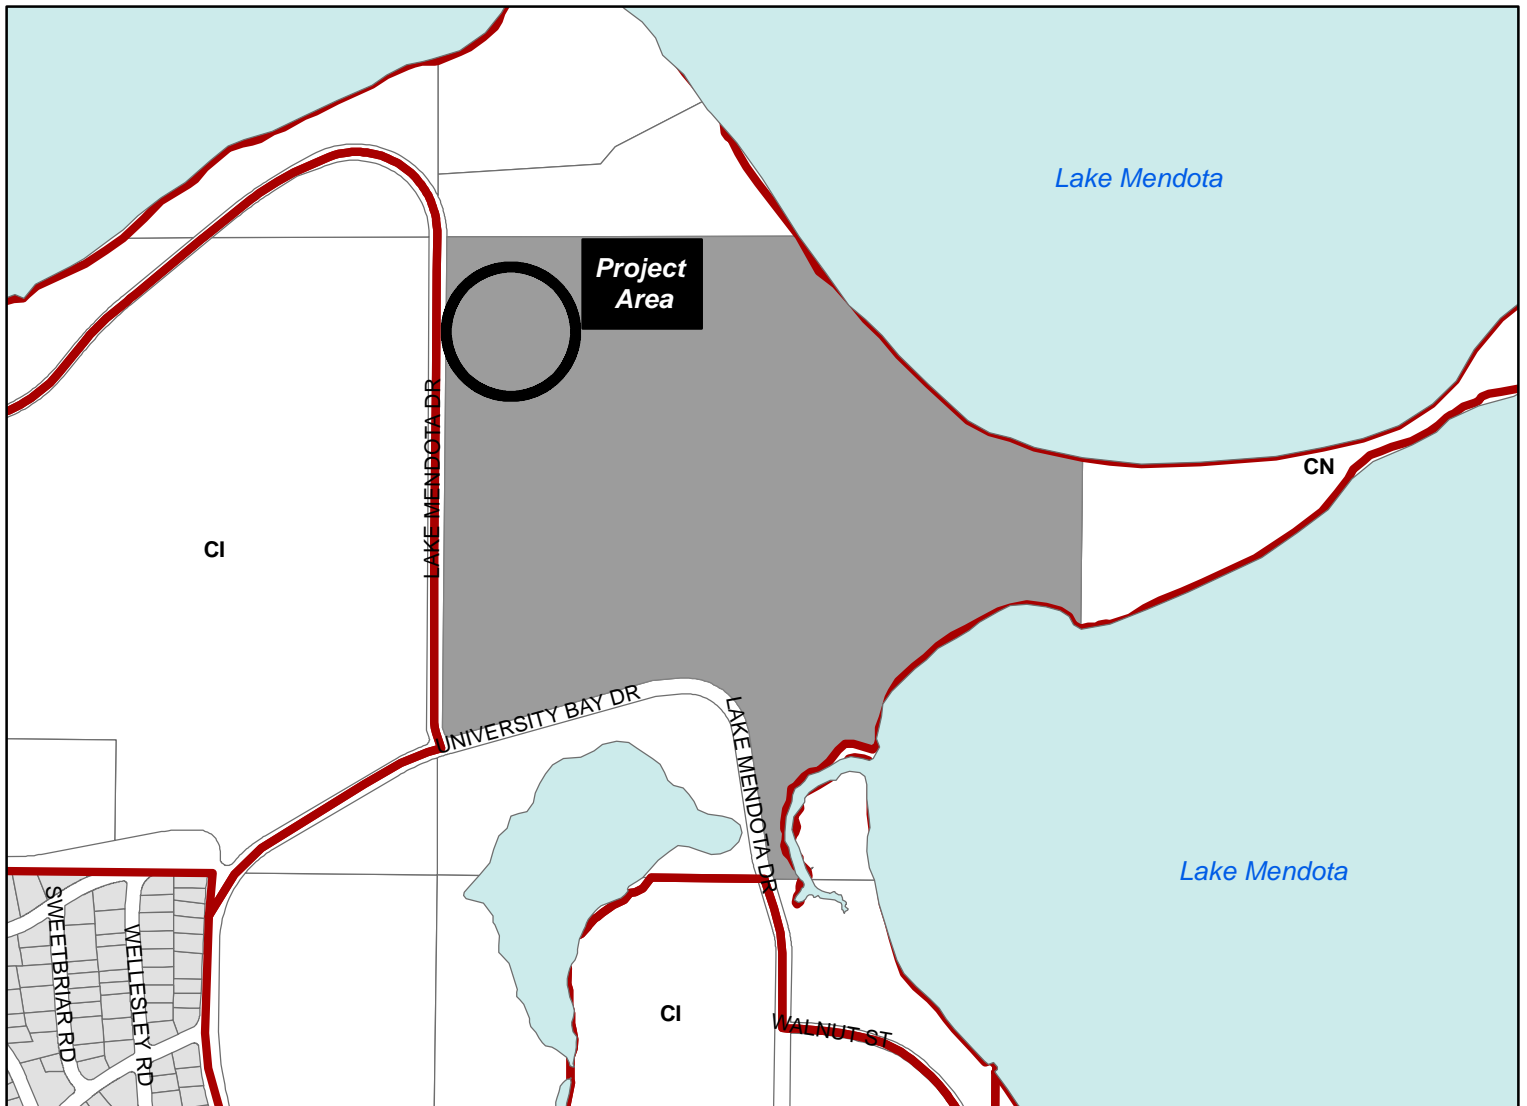 Lake Mendota
Project
Area
LAKE MENDOTA DR
CN
CI
UNIVERSITY BAY DR
LAKE MENDOTA DR
Lake Mendota
SWEETBRIAR RD
WELLESLEY RD
CI
WALNUT ST